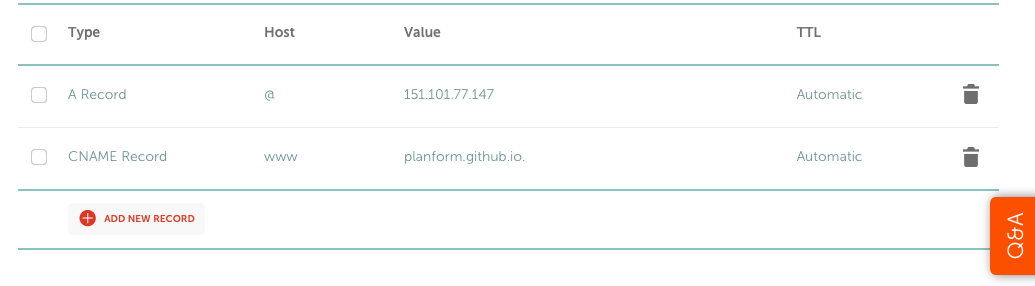 Type Host Value TTL
A Record @ 151.101.77.147 Automatic
CNAME Record www planform.github.io. Automatic
ADD NEW RECORD
Q&A